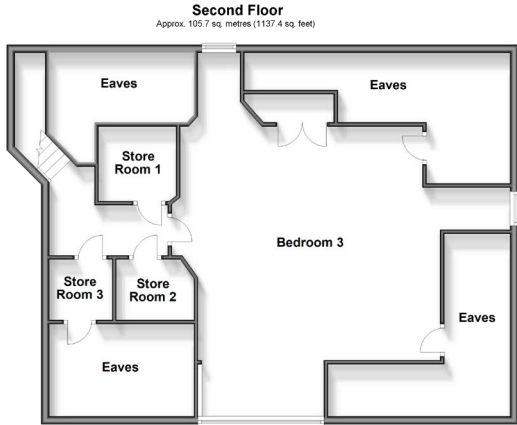 Second Floor
Approx. 105.7 sq. metres (1137.4 sq. feet)
Eaves
Eaves
Store
Room 1
Bedroom 3
Store
Room 3
Store
Room 2
Eaves
Eaves